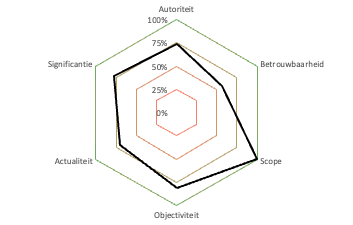 Autoriteit
100%
75%
Significantie
Betrouwbaarheid
50%
25%
0%
Actualiteit
Scope
Objectiviteit